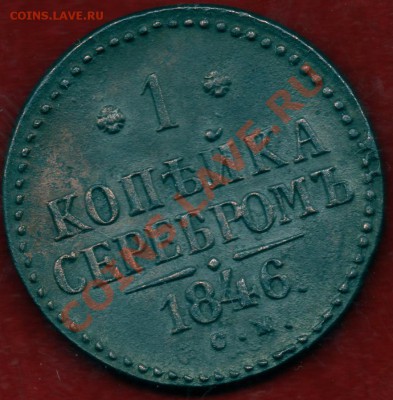 COINS.LAVE.RU
1
КОПѢЙКА
СЕРЕБРОМЪ
1846.
С.М.
COINS.LAVE.RU